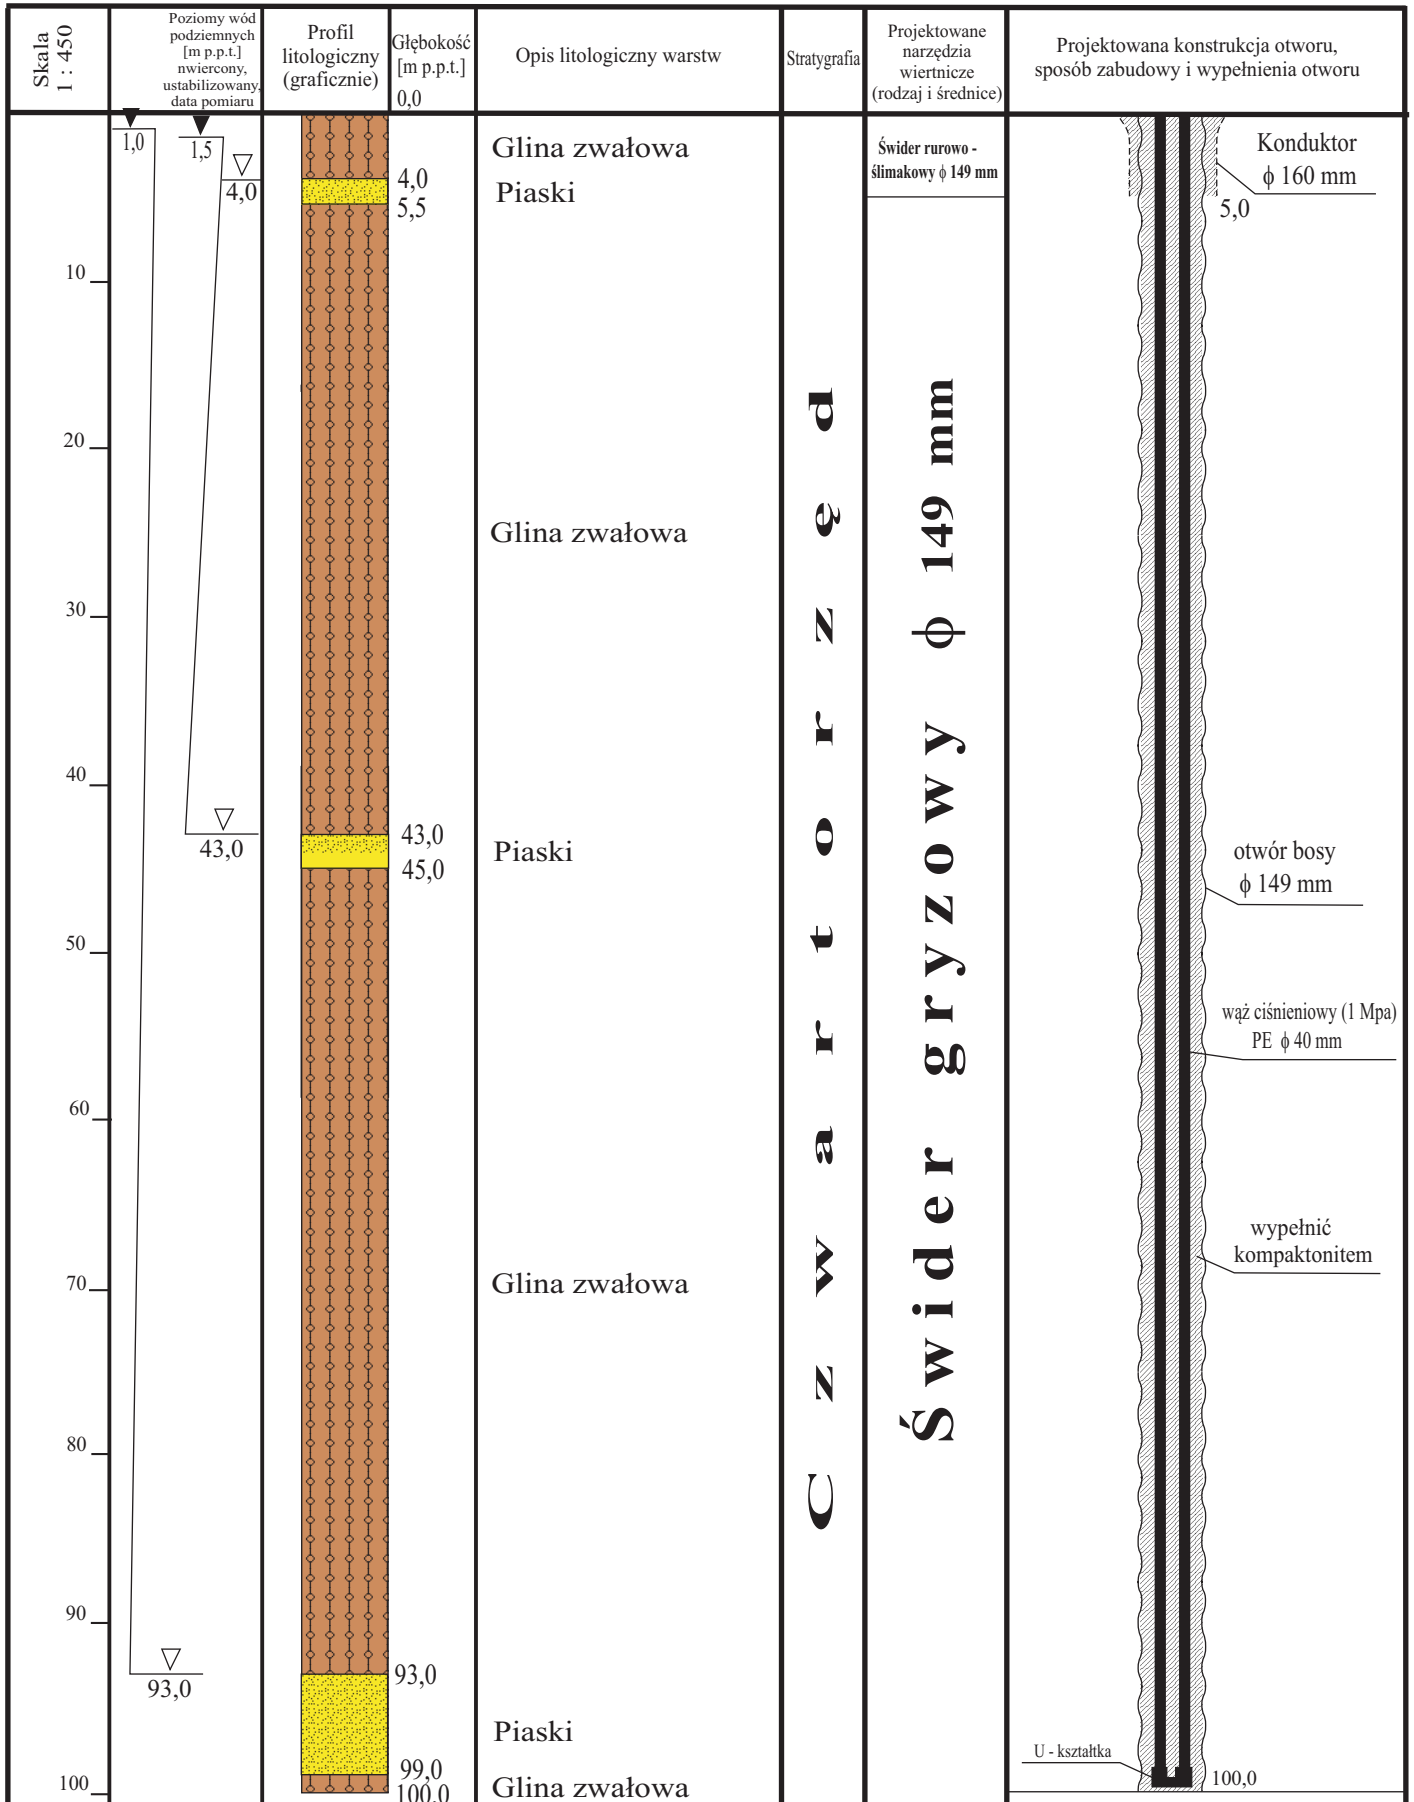 Skala
1 : 450
Poziomy wód
podziemnych
[m p.p.t.]
nwiercony,
ustabilizowany,
data pomiaru
Profil
litologiczny
(graficznie)
Głębokość
[m p.p.t.]
0,0
Opis litologiczny warstw
Stratygrafia
Projektowane
narzędzia
wiertnicze
(rodzaj i średnice)
Projektowana konstrukcja otworu,
sposób zabudowy i wypełnienia otworu
1,0
1,5
4,0
43,0
93,0
10
20
30
40
50
60
70
80
90
100
4,0
5,5
43,0
45,0
93,0
99,0
100,0
Glina zwałowa
Piaski
Glina zwałowa
Piaski
Glina zwałowa
Piaski
Glina zwałowa
Czwartorzęd
Świder rurowo -
ślimakowy ϕ 149 mm
Świder gryzowy ϕ 149 mm
Konduktor
ϕ 160 mm
5,0
otwór bosy
ϕ 149 mm
wąż ciśnieniowy (1 Mpa)
PE ϕ 40 mm
wypełnić
kompaktonitem
U - kształtka
100,0